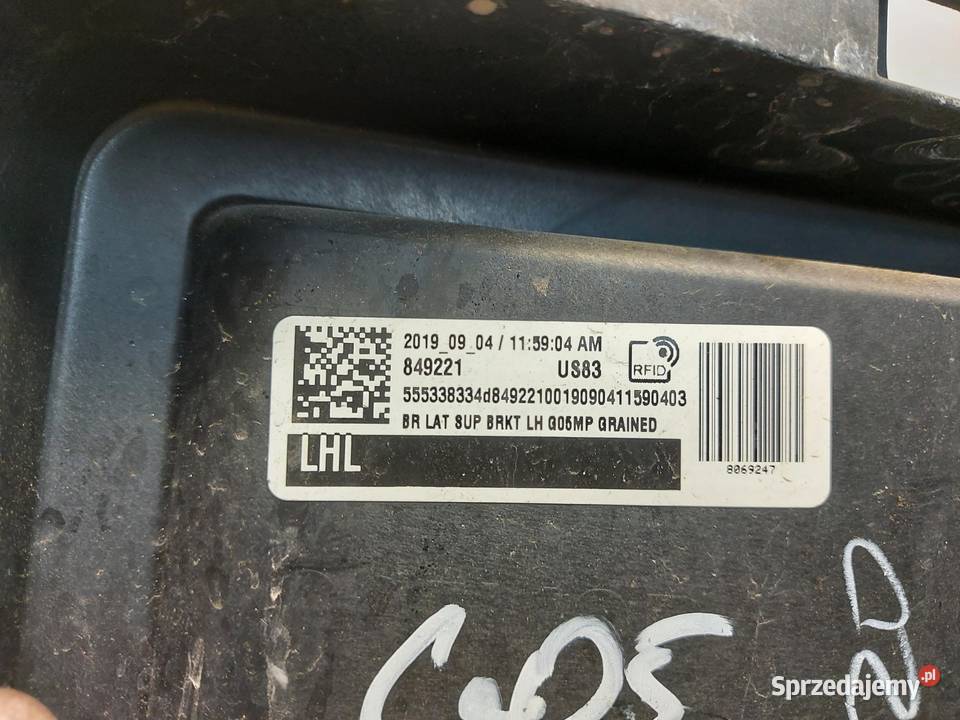 2019_09_04 / 11:59:04 AM
849221 US83
RFID
555338334d8492210019090411590403
BR LAT SUP BRKT LH G05MP GRAINED
LHL
8069247
G05
Sprzedajemy.pl